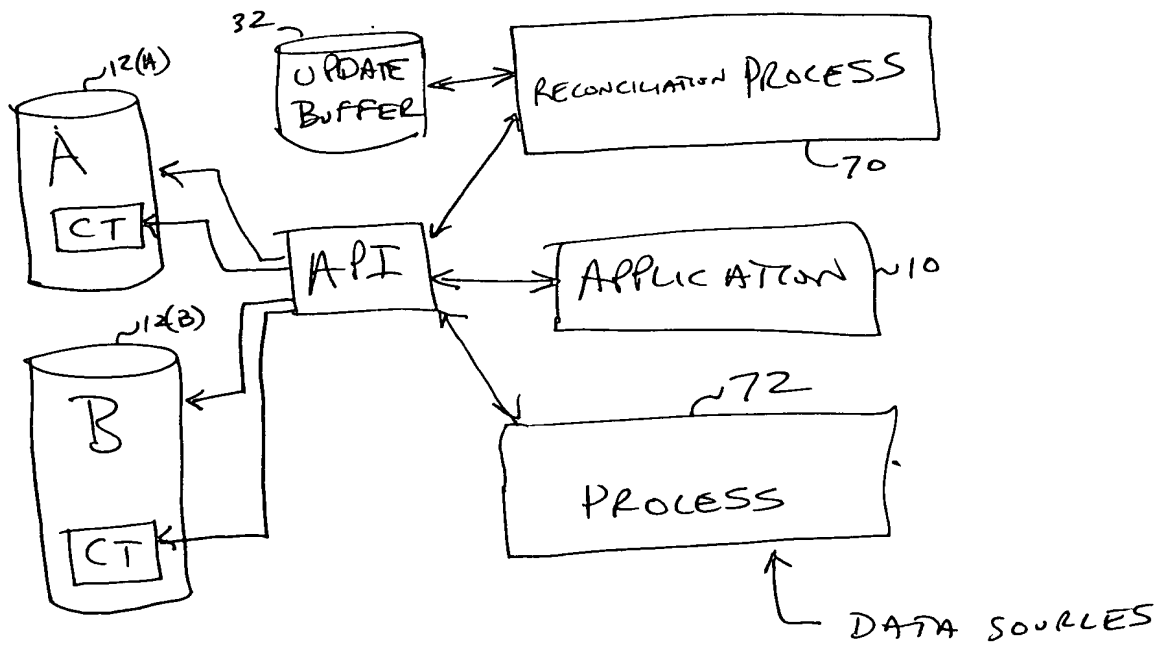 32
UPDATE
BUFFER
RECONCILIATION PROCESS
70
12(A)
A
CT
API
APPLICATION
10
12(B)
B
CT
72
PROCESS
DATA SOURCES